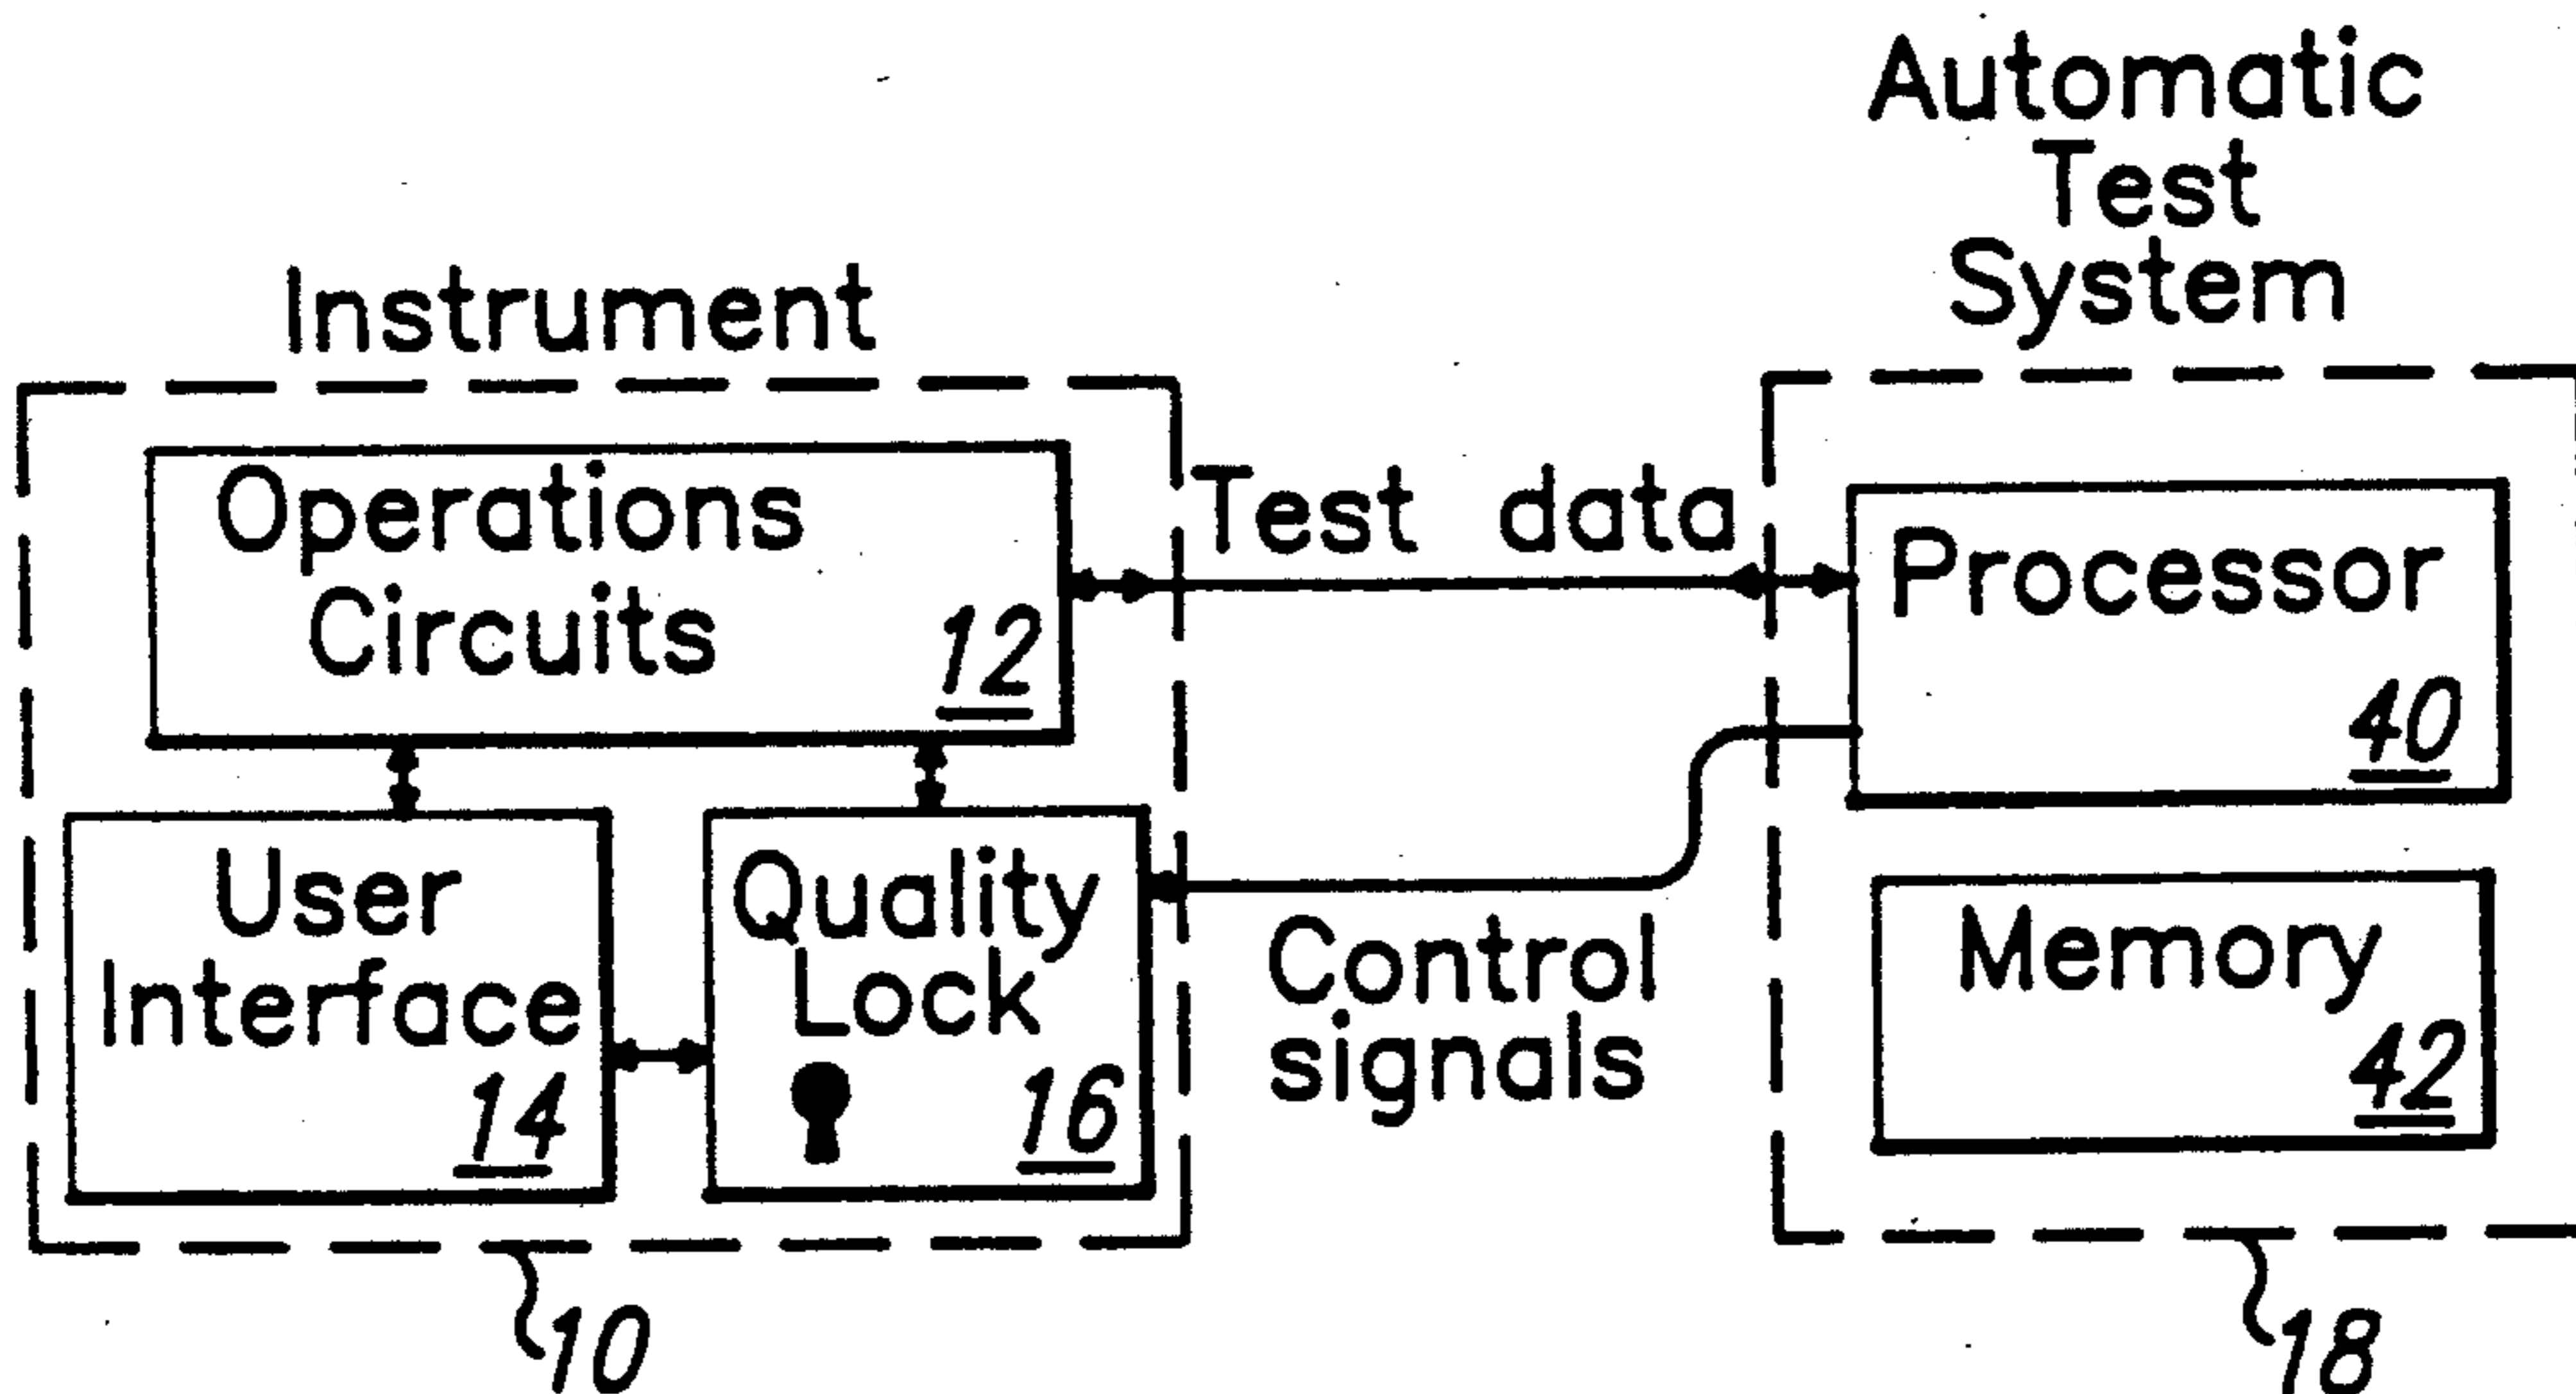 Automatic
Test
System
Instrument
Operations
Circuits
12
Test data
Processor
40
User
Interface
14
Quality
Lock
16
Control
signals
Memory
42
10
18